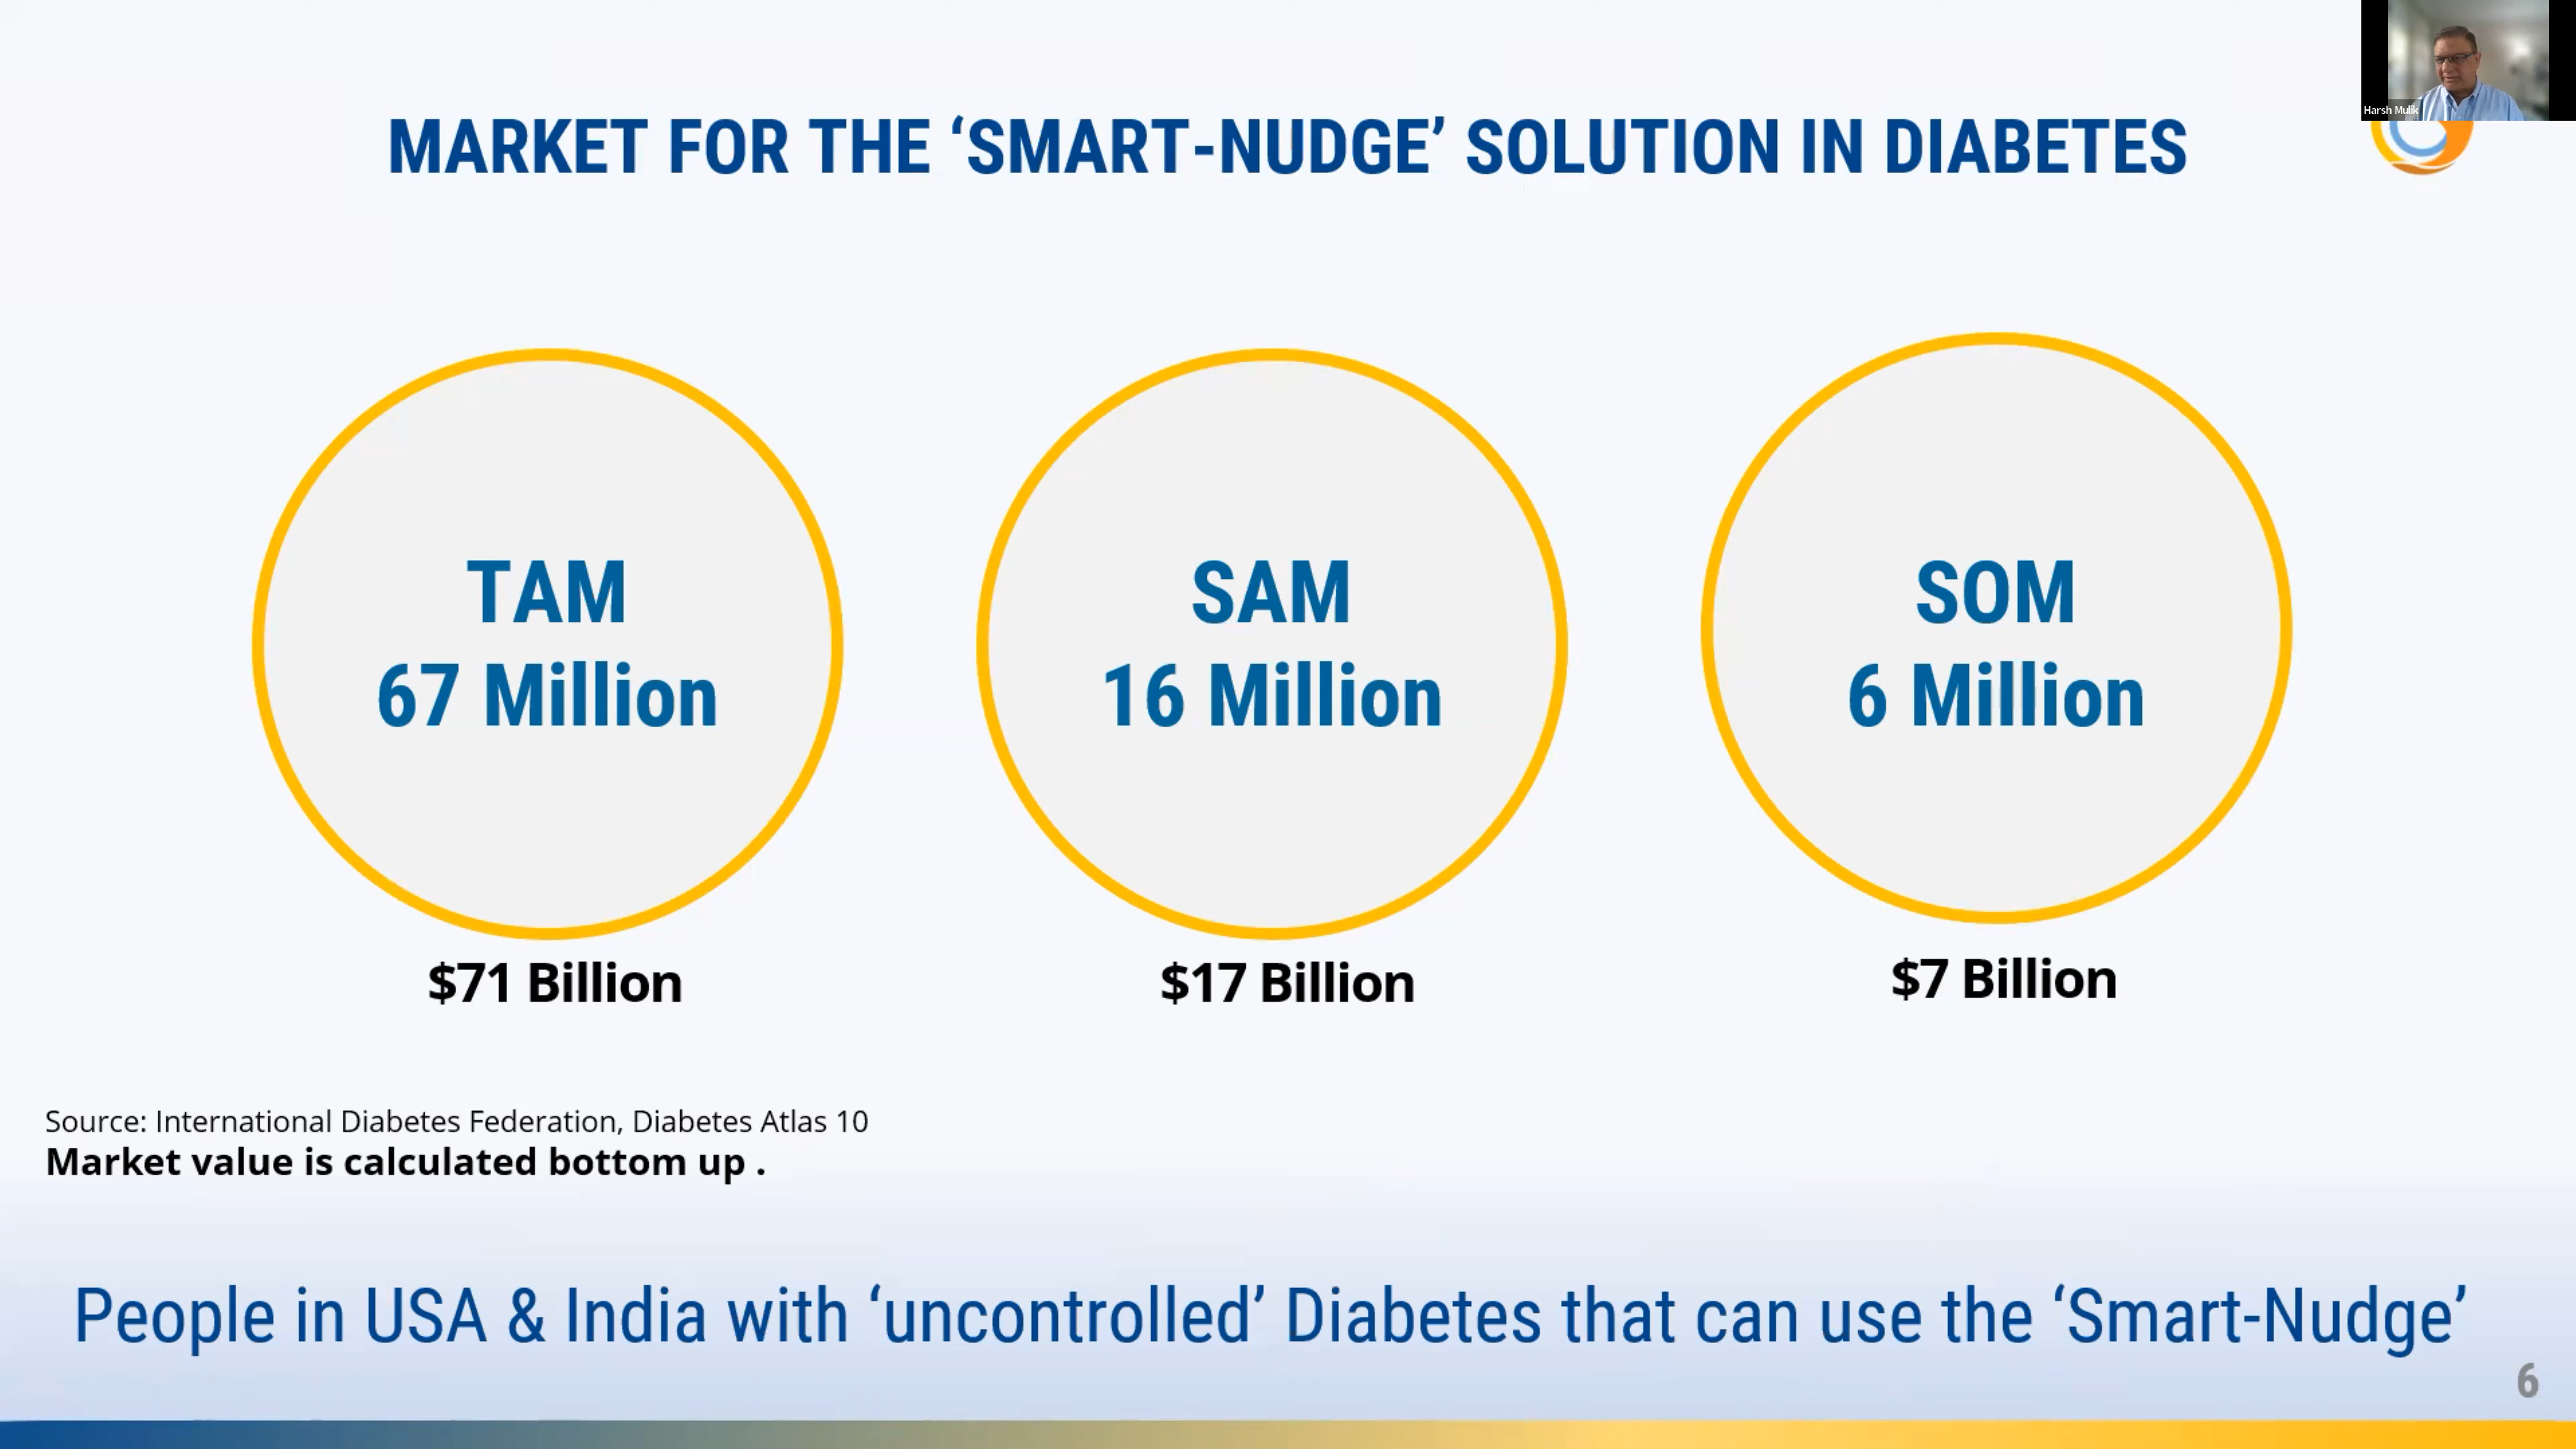 Harsh Mulik
MARKET FOR THE ‘SMART-NUDGE’ SOLUTION IN DIABETES
TAM
67 Million
$71 Billion
SAM
16 Million
$17 Billion
SOM
6 Million
$7 Billion
Source: International Diabetes Federation, Diabetes Atlas 10
Market value is calculated bottom up .
People in USA & India with ‘uncontrolled’ Diabetes that can use the ‘Smart-Nudge’
6